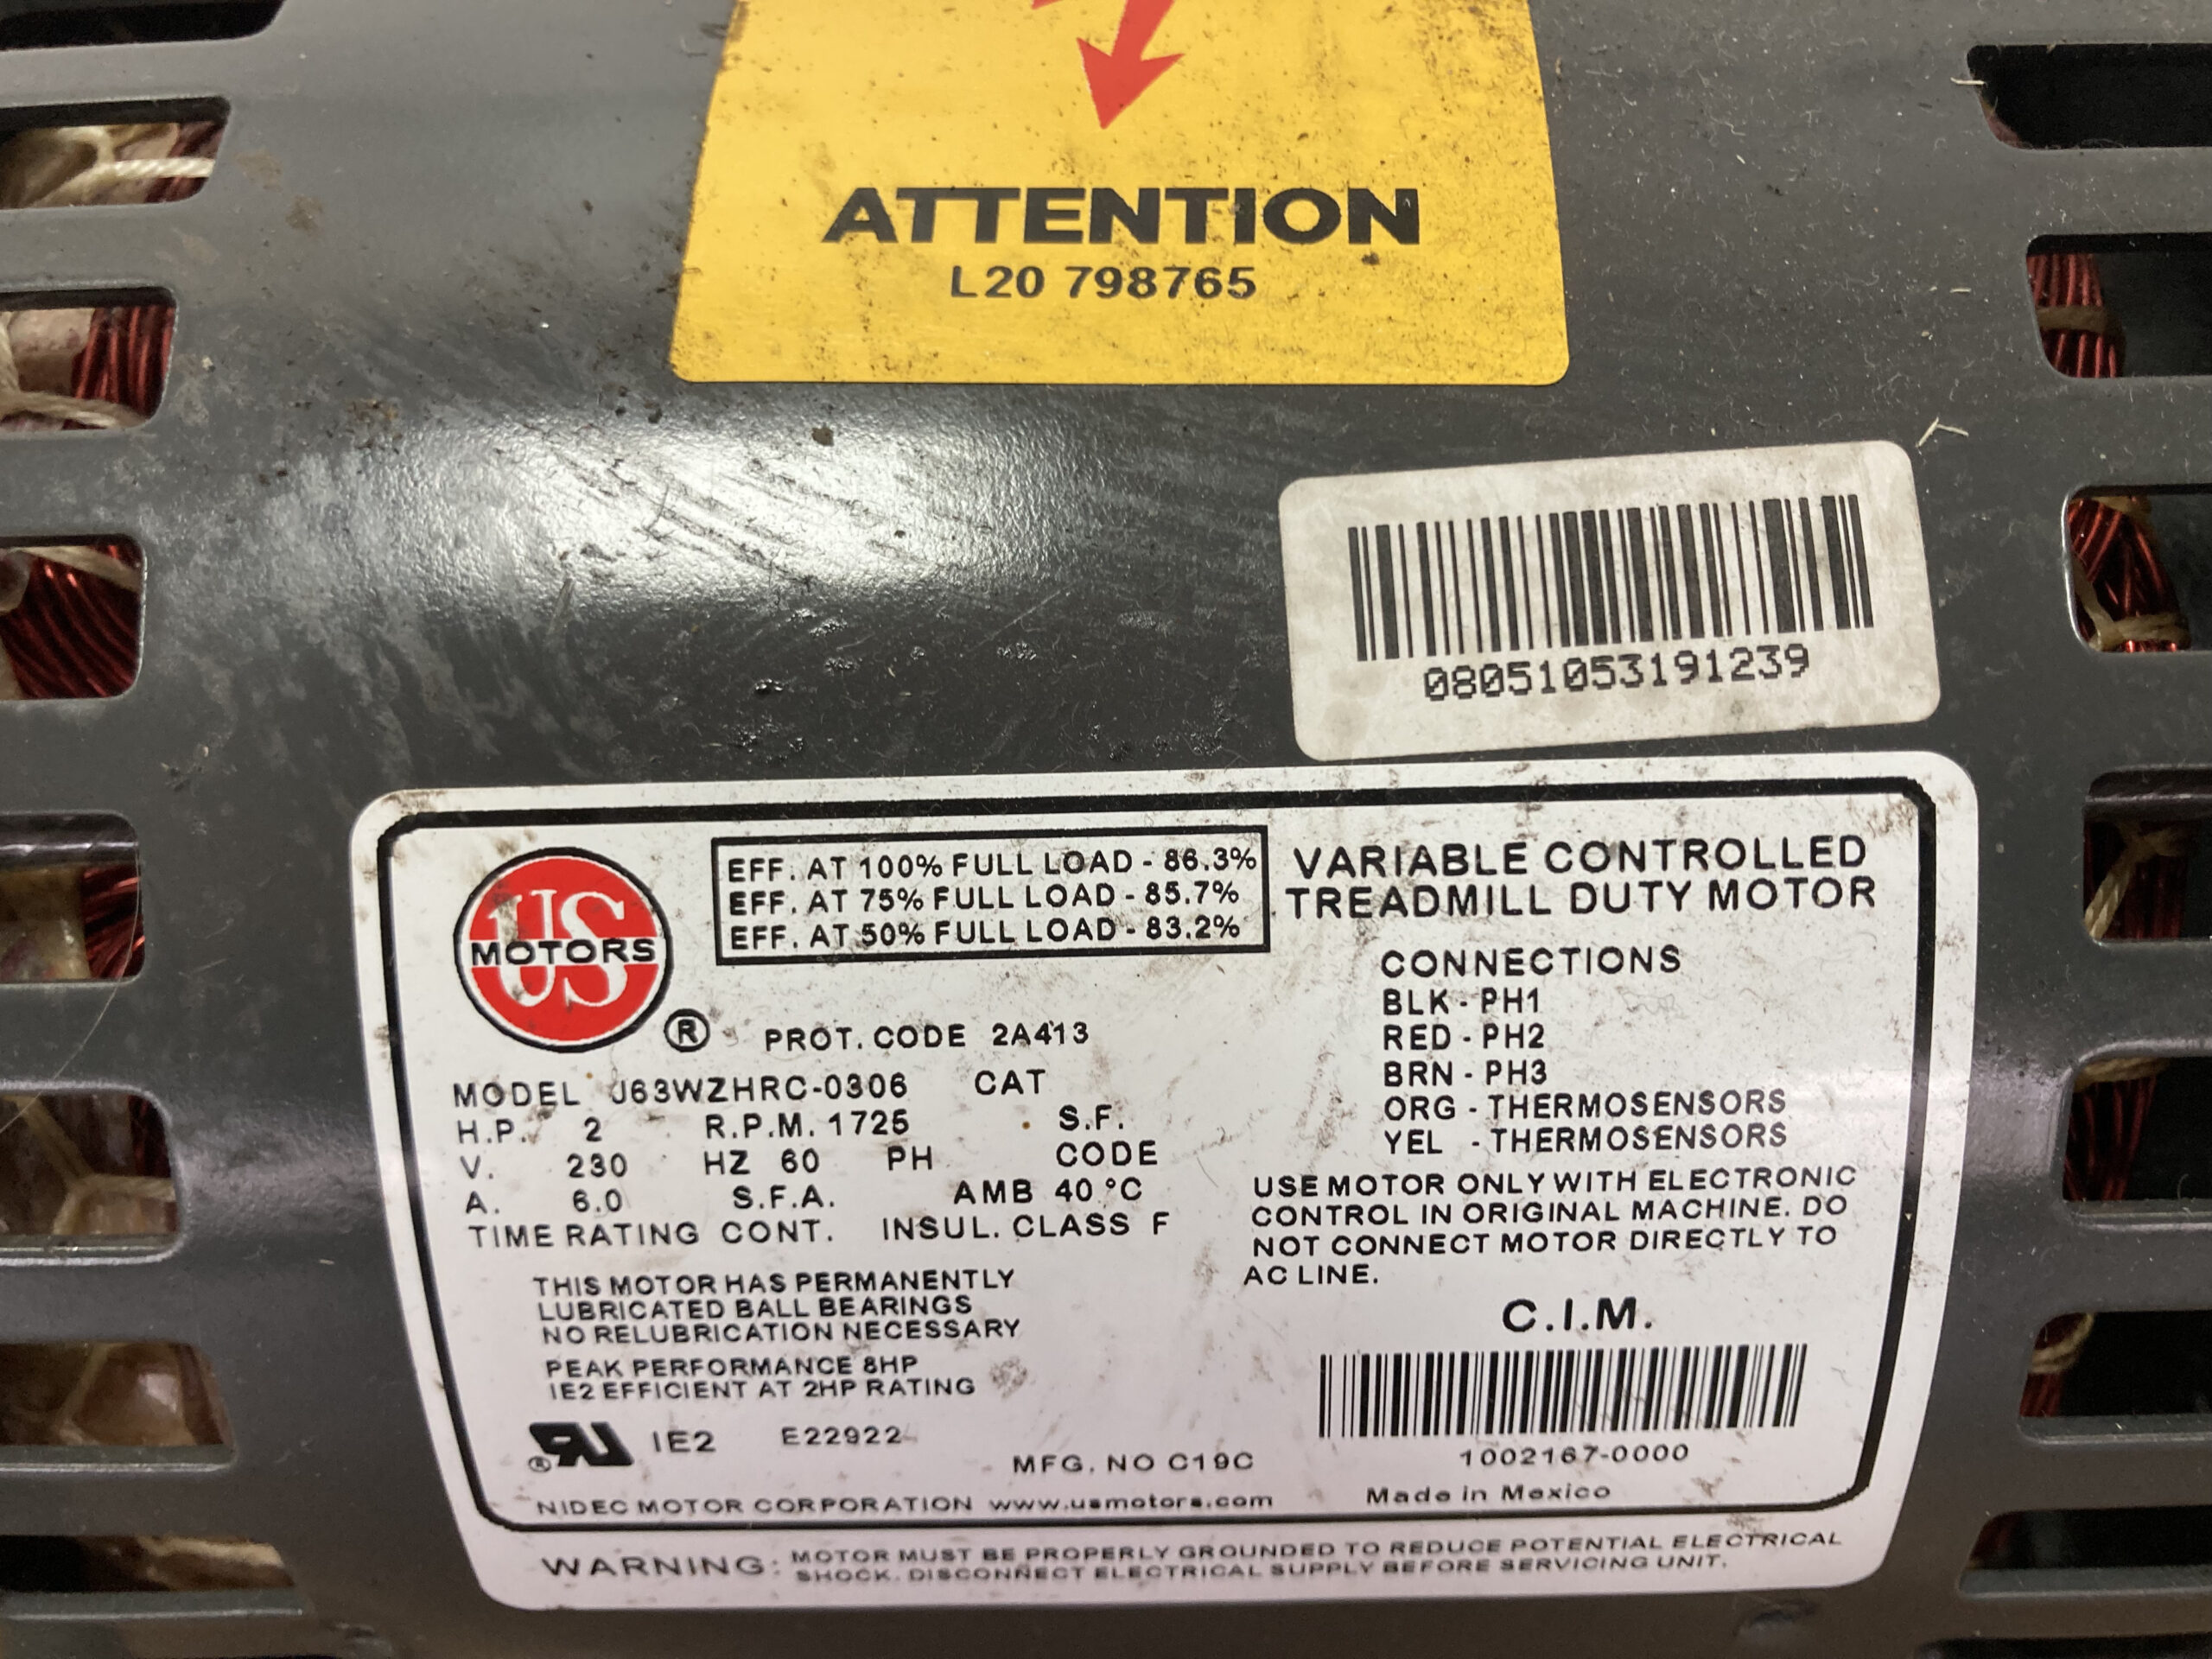 ATTENTION
L20 798765
08051053191239
US
MOTORS
®
EFF. AT 100% FULL LOAD - 86.3%
EFF. AT 75% FULL LOAD - 85.7%
EFF. AT 50% FULL LOAD - 83.2%
PROT. CODE 2A413
MODEL J63WZHRC-0306 CAT
H.P. 2 R.P.M. 1725 S.F.
V. 230 HZ 60 PH CODE
A. 6.0 S.F.A. AMB 40 °C
TIME RATING CONT. INSUL. CLASS F
THIS MOTOR HAS PERMANENTLY
LUBRICATED BALL BEARINGS
NO RELUBRICATION NECESSARY
PEAK PERFORMANCE 8HP
IE2 EFFICIENT AT 2HP RATING
IE2 E22922
MFG. NO C19C
NIDEC MOTOR CORPORATION www.usmotors.com
VARIABLE CONTROLLED
TREADMILL DUTY MOTOR
CONNECTIONS
BLK - PH1
RED - PH2
BRN - PH3
ORG - THERMOSENSORS
YEL - THERMOSENSORS
USE MOTOR ONLY WITH ELECTRONIC
CONTROL IN ORIGINAL MACHINE. DO
NOT CONNECT MOTOR DIRECTLY TO
AC LINE.
C.I.M.
1002167-0000
Made in Mexico
WARNING: MOTOR MUST BE PROPERLY GROUNDED TO REDUCE POTENTIAL ELECTRICAL
SHOCK. DISCONNECT ELECTRICAL SUPPLY BEFORE SERVICING UNIT.